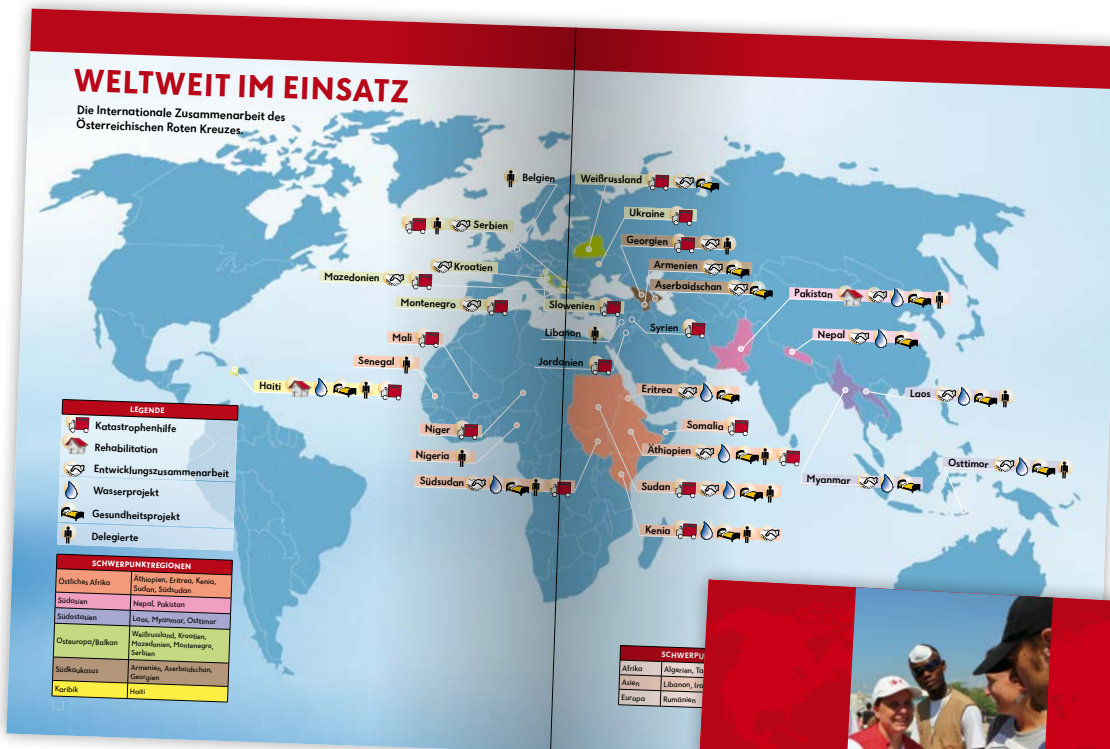 WELTWEIT IM EINSATZ
Die Internationale Zusammenarbeit des
Österreichischen Roten Kreuzes.
Belgien
Weißrussland
Ukraine
Serbien
Georgien
Kroatien
Armenien
Mazedonien
Aserbaidschan
Montenegro
Slowenien
Pakistan
Libanon
Syrien
Nepal
Mali
Senegal
Jordanien
Haiti
Eritrea
Laos
Niger
Somalia
Nigeria
Äthiopien
Südsudan
Sudan
Myanmar
Osttimor
Kenia
LEGENDE
Katastrophenhilfe
Rehabilitation
Entwicklungszusammenarbeit
Wasserprojekt
Gesundheitsprojekt
Delegierte
SCHWERPUNKTREGIONEN
Östliches Afrika
Äthiopien, Eritrea, Kenia,
Sudan, Südsudan
Südasien
Nepal, Pakistan
Südostasien
Laos, Myanmar, Osttimor
Osteuropa/Balkan
Weißrussland, Kroatien,
Mazedonien, Montenegro,
Serbien
Südkaukasus
Armenien, Aserbaidschan,
Georgien
Karibik
Haiti
SCHWERPU
Afrika
Algerien, Ta
Asien
Libanon, Ira
Europa
Rumänien